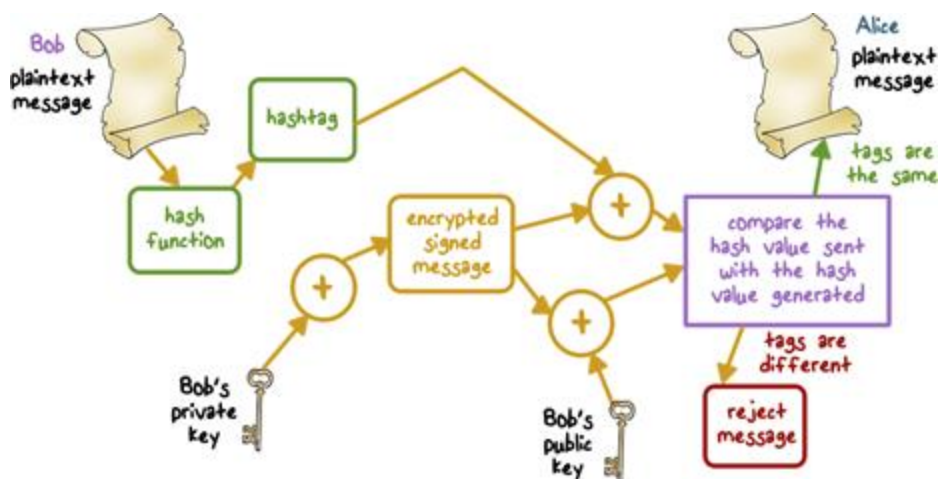 Bob
plaintext
message
hash
function
hashtag
+
Bob's
private
key
encrypted
signed
message
+
+
Bob's
public
key
compare the
hash value sent
with the hash
value generated
tags are
the same
Alice
plaintext
message
tags are
different
reject
message